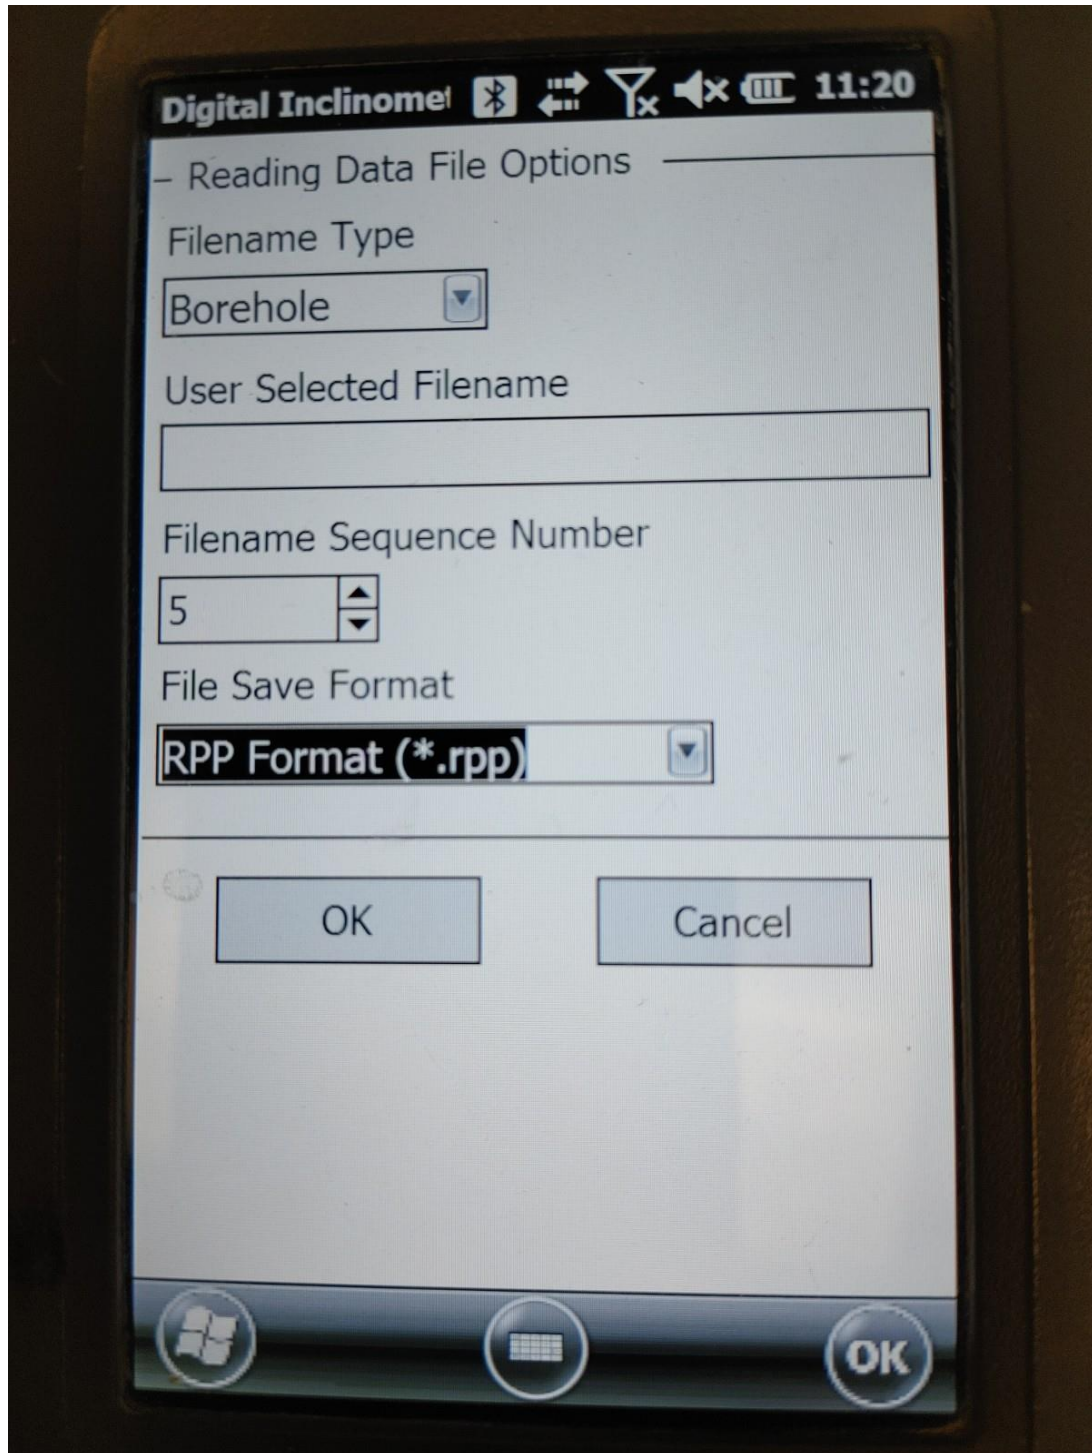 Digital Inclinomet 11:20
Reading Data File Options
Filename Type
Borehole
User Selected Filename
Filename Sequence Number
5
File Save Format
RPP Format (*.rpp)
OK Cancel
OK